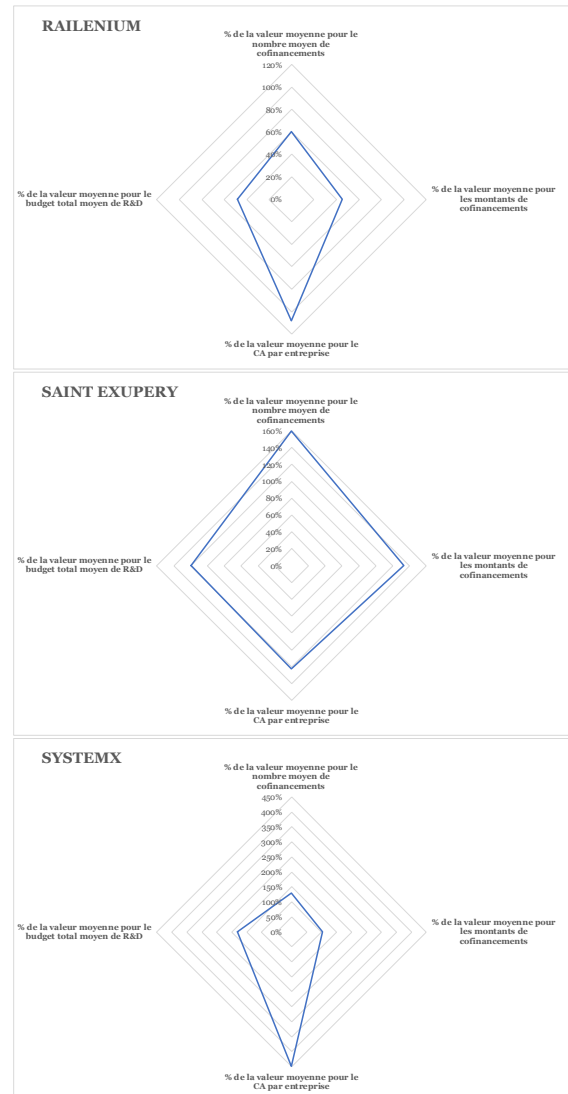 RAILENIUM
% de la valeur moyenne pour le
nombre moyen de
cofinancements
120%
100%
80%
60%
40%
20%
0%
% de la valeur moyenne pour le
budget total moyen de R&D
% de la valeur moyenne pour
les montants de
cofinancements
% de la valeur moyenne pour le
CA par entreprise
SAINT EXUPERY
% de la valeur moyenne pour le
nombre moyen de
cofinancements
160%
140%
120%
100%
80%
60%
40%
20%
0%
% de la valeur moyenne pour le
budget total moyen de R&D
% de la valeur moyenne pour
les montants de
cofinancements
% de la valeur moyenne pour le
CA par entreprise
SYSTEMX
% de la valeur moyenne pour le
nombre moyen de
cofinancements
450%
400%
350%
300%
250%
200%
150%
100%
50%
0%
% de la valeur moyenne pour le
budget total moyen de R&D
% de la valeur moyenne pour
les montants de
cofinancements
% de la valeur moyenne pour le
CA par entreprise